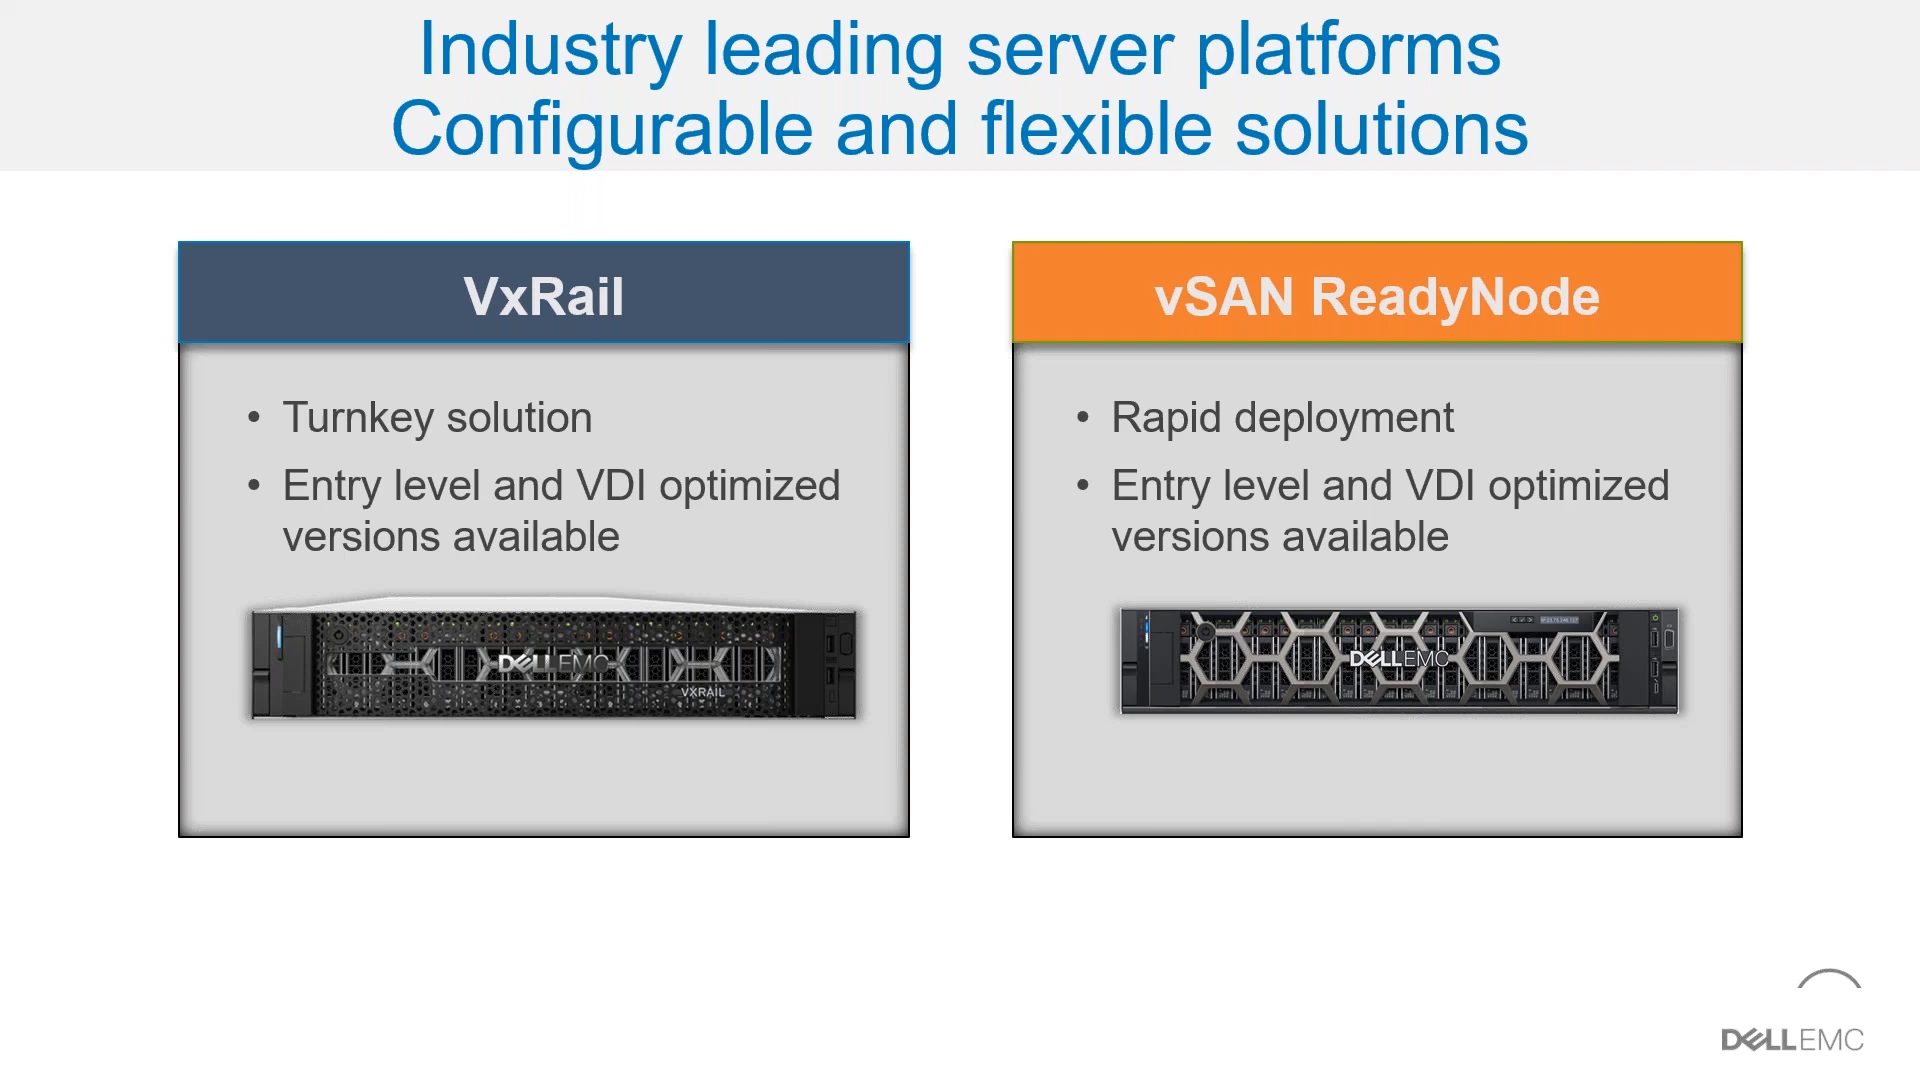 Industry leading server platforms
Configurable and flexible solutions
VxRail
• Turnkey solution
• Entry level and VDI optimized
versions available
DELLEMC
VXRAIL
vSAN ReadyNode
• Rapid deployment
• Entry level and VDI optimized
versions available
DELLEMC
DELLEMC